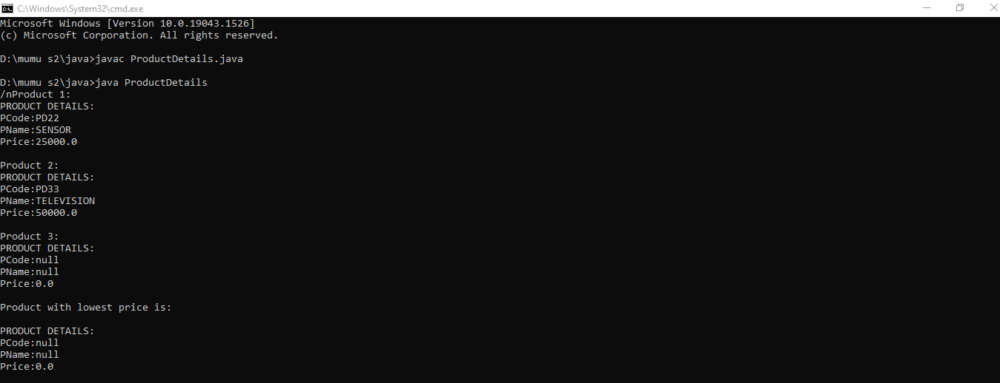 C:\Windows\System32\cmd.exe
Microsoft Windows [Version 10.0.19043.1526]
(c) Microsoft Corporation. All rights reserved.
D:\mumu s2\java>javac ProductDetails.java
D:\mumu s2\java>java ProductDetails
/nProduct 1:
PRODUCT DETAILS:
PCode:PD22
PName:SENSOR
Price:25000.0
Product 2:
PRODUCT DETAILS:
PCode:PD33
PName:TELEVISION
Price:50000.0
Product 3:
PRODUCT DETAILS:
PCode:null
PName:null
Price:0.0
Product with lowest price is:
PRODUCT DETAILS:
PCode:null
PName:null
Price:0.0